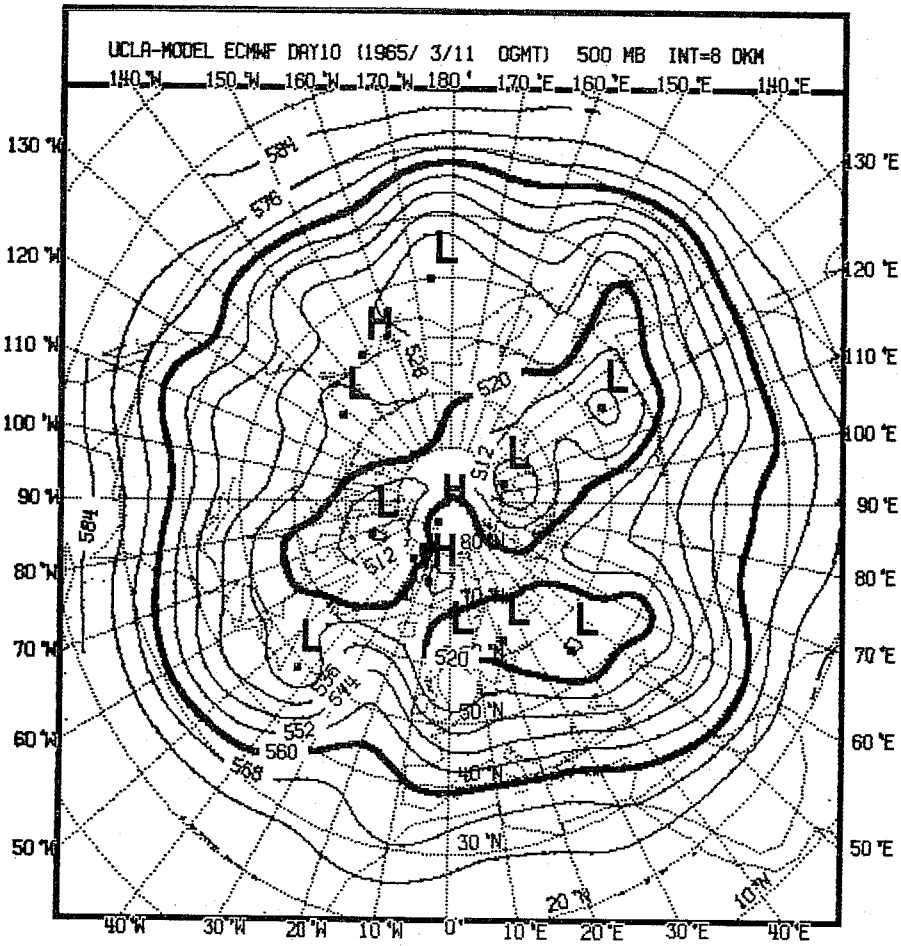 UCLA-MODEL ECMWF DAY10 (1965/ 3/11 0GMT) 500 MB INT=8 DKM
140 °W 150 °W 160 °W 170 °W 180 ° 170 °E 160 °E 150 °E 140 °E
130 °W 130 °E
584
576
120 °W L 120 °E
H
110 °W 528 110 °E
L 520 L
100 °W 100 °E
L 512
90 °W H 90 °E
584 L
H 80 °N
512
80 °W 80 °E
70 °N
L L L
L
70 °W 520 70 °E
536
544
50 °N
552
60 °W 560 60 °E
568 40 °N
50 °W 30 °N 50 °E
20 °N 10 °N
40 °W 30 °W 20 °W 10 °W 0° 10 °E 20 °E 30 °E 40 °E